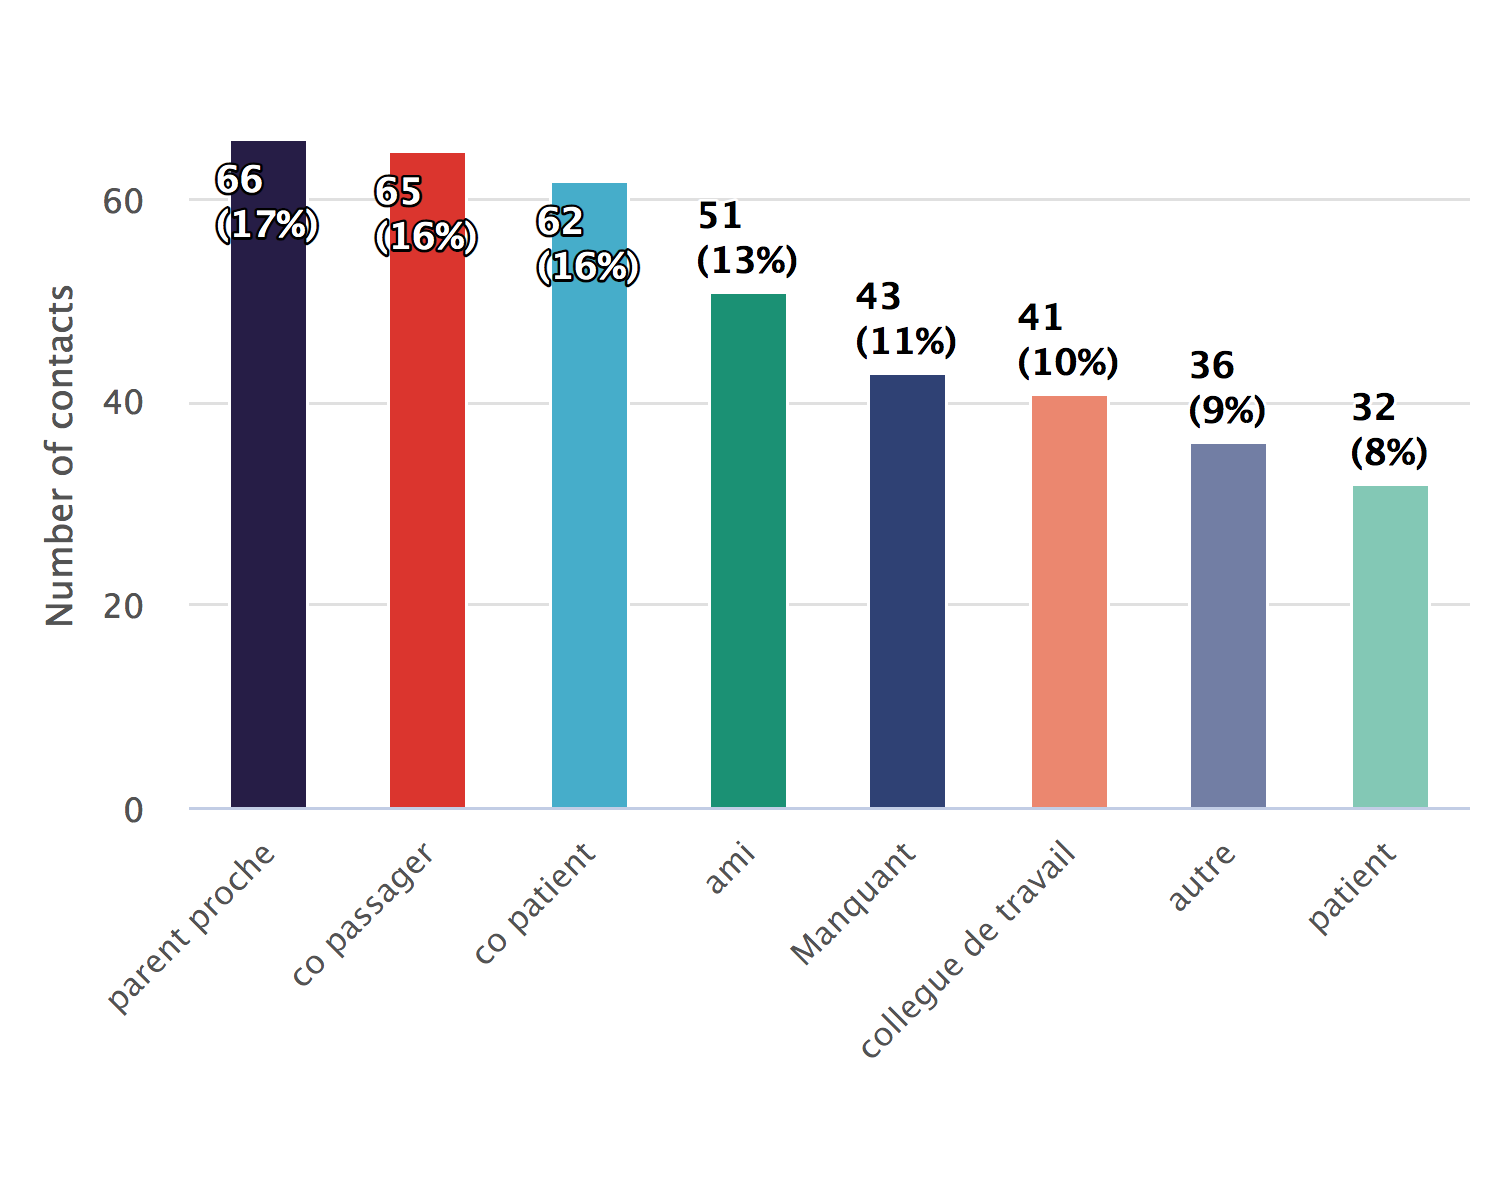 Number of contacts
60
40
20
0
66
(17%)
65
(16%)
62
(16%)
51
(13%)
43
(11%)
41
(10%)
36
(9%)
32
(8%)
parent proche
co passager
co patient
ami
Manquant
collegue de travail
autre
patient